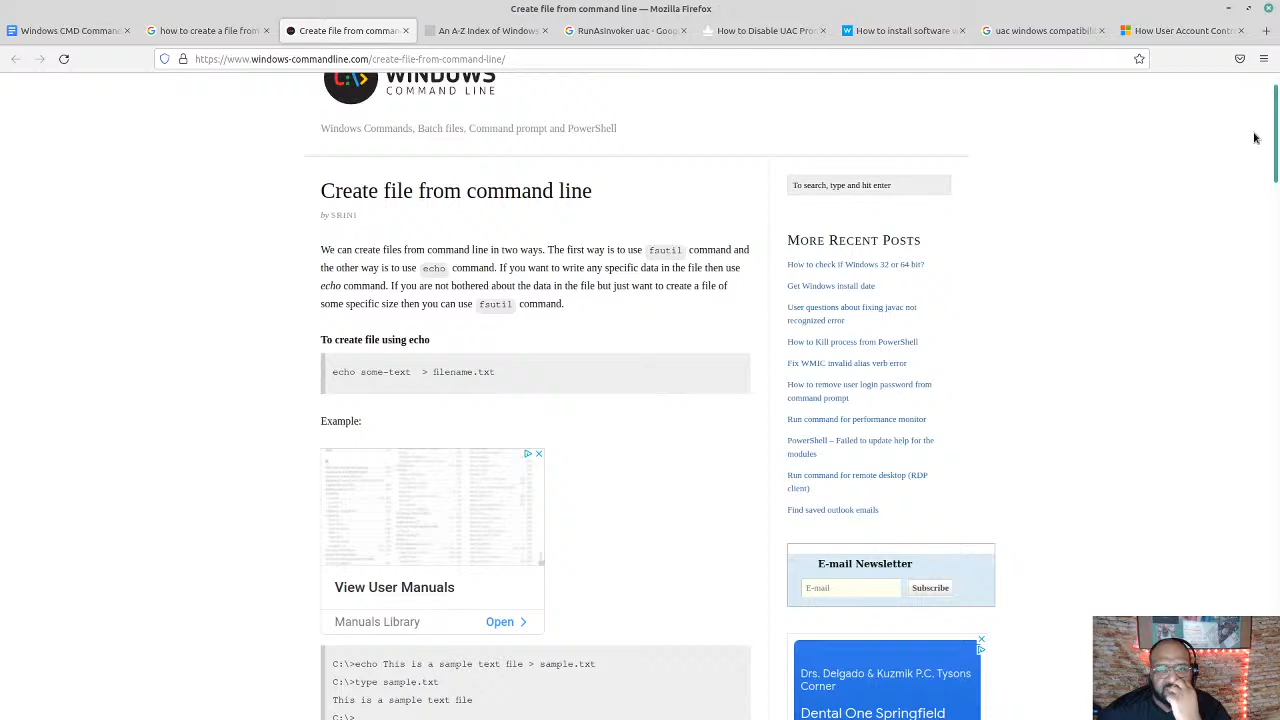 Create file from command line — Mozilla Firefox
Windows CMD Comman
how to create a file from
Create file from comman
An A-Z Index of Windows
RunAsInvoker uac - Goog
How to Disable UAC Pro
How to install software
uac windows compatibili
How User Account Cont
https://www.windows-commandline.com/create-file-from-command-line/
WINDOWS
COMMAND LINE
Windows Commands, Batch files, Command prompt and PowerShell
Create file from command line
by SRINI
We can create files from command line in two ways. The first way is to use fsutil command and
the other way is to use echo command. If you want to write any specific data in the file then use
echo command. If you are not bothered about the data in the file but just want to create a file of
some specific size then you can use fsutil command.
To create file using echo
echo some-text > filename.txt
Example:
View User Manuals
Manuals Library Open
C:\>echo This is a sample text file > sample.txt
C:\>type sample.txt
This is a sample text file
C:\>
To search, type and hit enter
MORE RECENT POSTS
How to check if Windows 32 or 64 bit?
Get Windows install date
User questions about fixing javac not
recognized error
How to Kill process from PowerShell
Fix WMIC invalid alias verb error
How to remove user login password from
command prompt
Run command for performance monitor
PowerShell – Failed to update help for the
modules
Run command for remote desktop (RDP
client)
Find saved outlook emails
E-mail Newsletter
E-mail Subscribe
Drs. Delgado & Kuzmik P.C. Tysons
Corner
Dental One Springfield